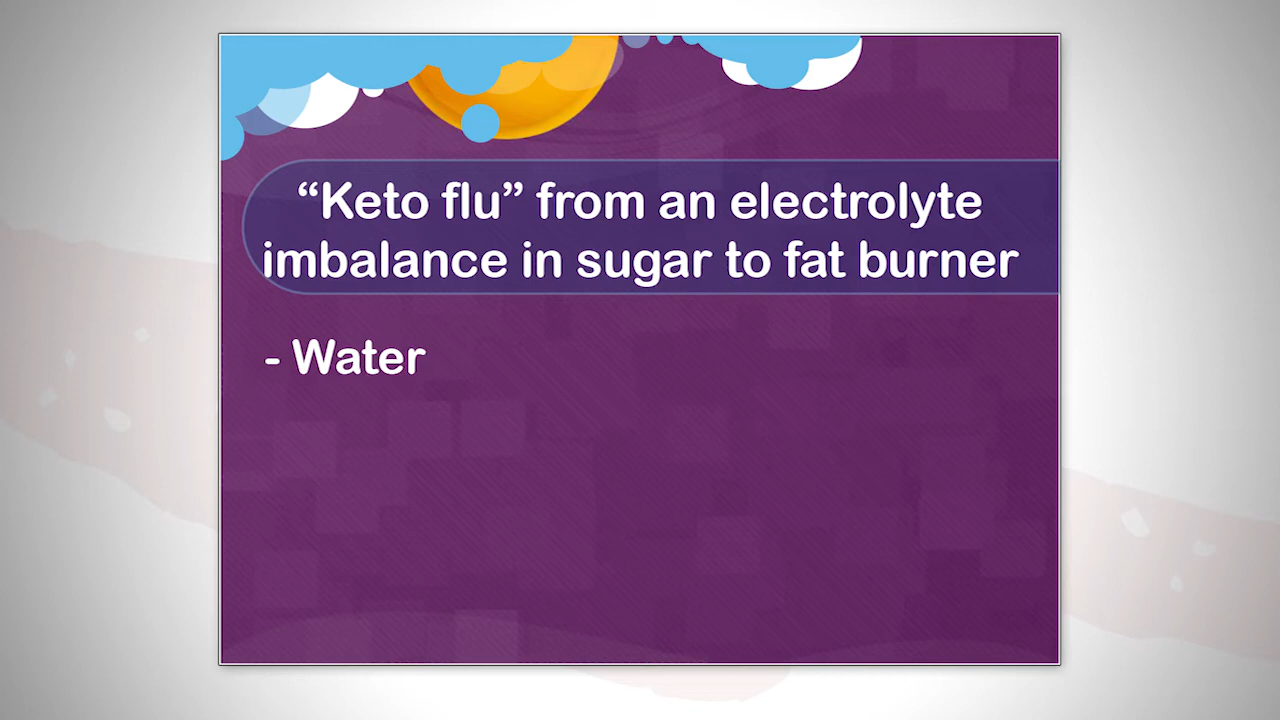 “Keto flu” from an electrolyte
imbalance in sugar to fat burner
- Water